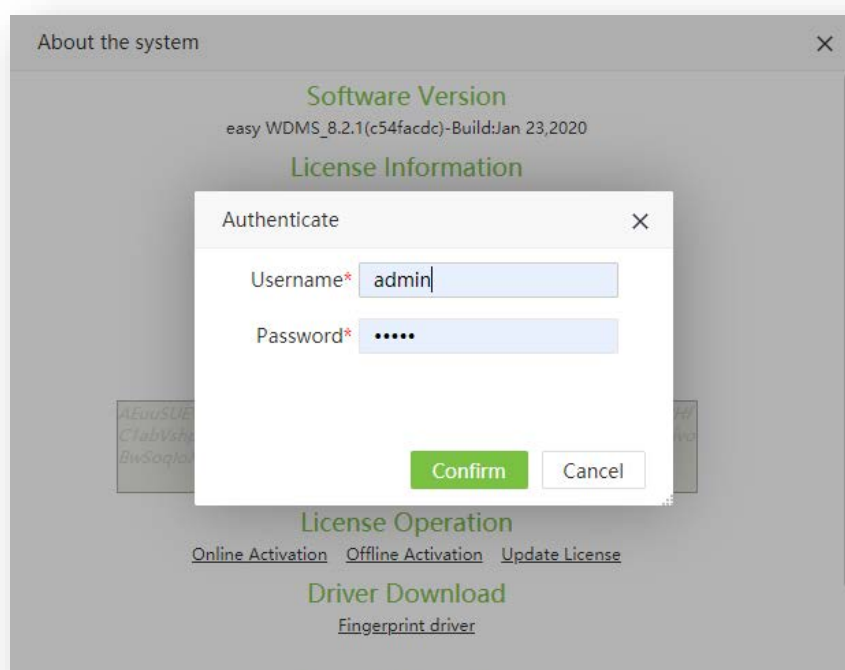 About the system
Software Version
easy WDMS_8.2.1(c54facdc)-Build:Jan 23,2020
License Information
Authenticate
Username* admin
Password* •••••
AEuuSUE
Confirm Cancel
License Operation
Online Activation Offline Activation Update License
Driver Download
Fingerprint driver